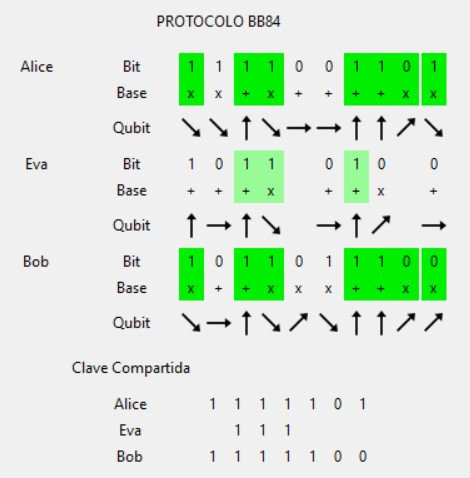 PROTOCOLO BB84
Alice Bit 1 1 1 1 0 0 1 1 0 1
Base x x + x + + + + x x
Qubit ↘ ↘ ↑ ↘ → → ↑ ↑ ↗ ↘
Eva Bit 1 0 1 1 0 1 0 0
Base + + + x + + x +
Qubit ↑ → ↑ ↘ → ↑ ↗ →
Bob Bit 1 0 1 1 0 1 1 1 0 0
Base x + + x x x + + x x
Qubit ↘ → ↑ ↘ ↗ ↘ ↑ ↑ ↗ ↗
Clave Compartida
Alice 1 1 1 1 1 0 1
Eva 1 1 1
Bob 1 1 1 1 1 0 0